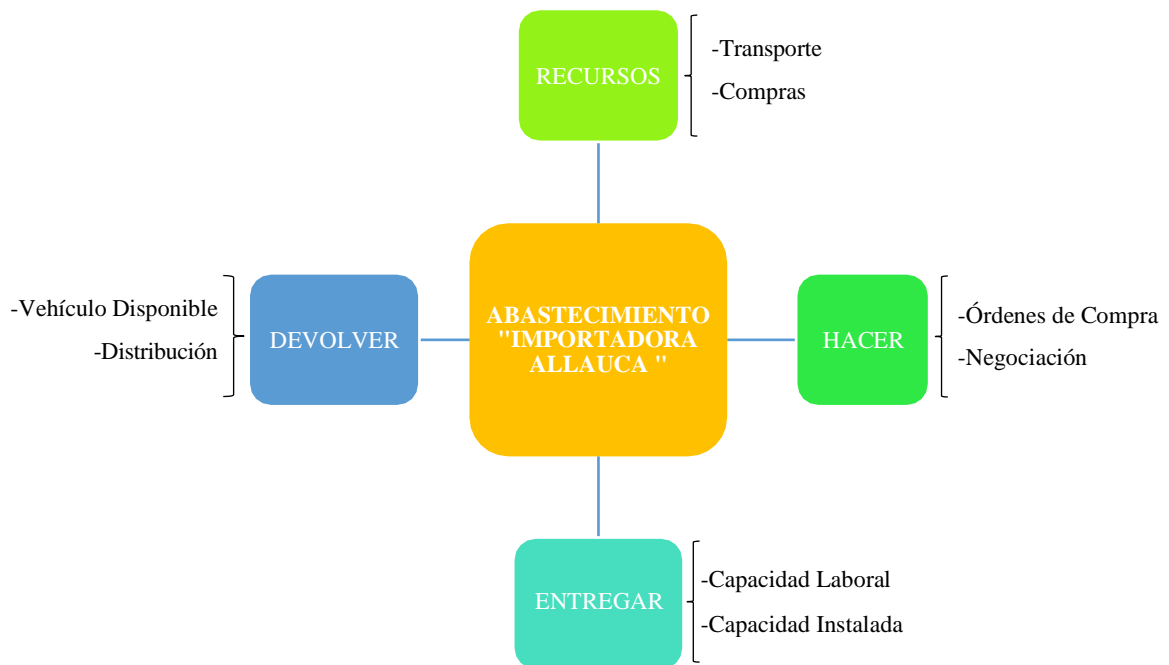 RECURSOS
-Transporte
-Compras
-Vehículo Disponible
-Distribución
DEVOLVER
ABASTECIMIENTO
"IMPORTADORA
ALLAUCA "
HACER
-Órdenes de Compra
-Negociación
ENTREGAR
-Capacidad Laboral
-Capacidad Instalada